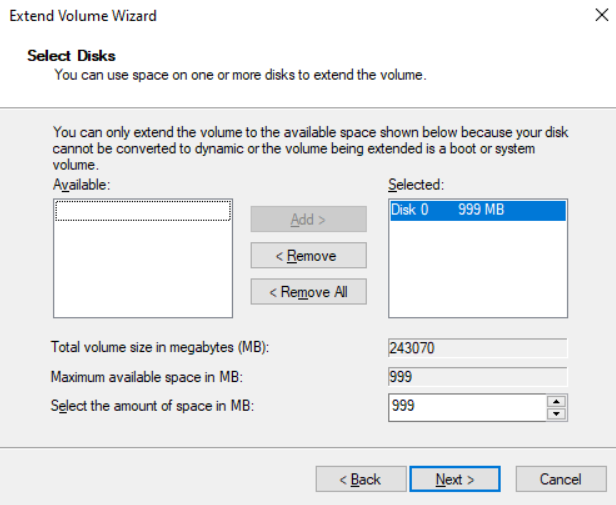 Extend Volume Wizard
Select Disks
You can use space on one or more disks to extend the volume.
You can only extend the volume to the available space shown below because your disk
cannot be converted to dynamic or the volume being extended is a boot or system
volume.
Available:
Selected:
Disk 0 999 MB
Add >
< Remove
< Remove All
Total volume size in megabytes (MB): 243070
Maximum available space in MB: 999
Select the amount of space in MB: 999
< Back Next > Cancel